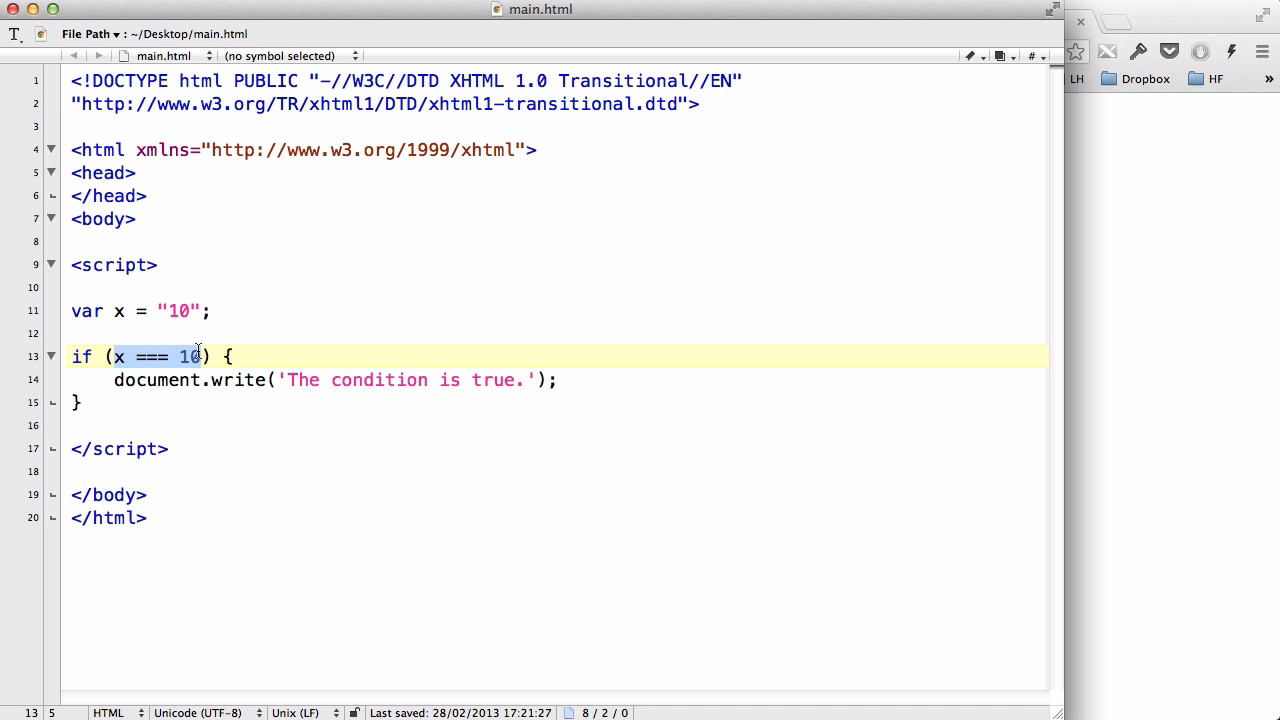 main.html
File Path : ~/Desktop/main.html
main.html (no symbol selected) #
LH Dropbox HF »
1 <!DOCTYPE html PUBLIC "-//W3C//DTD XHTML 1.0 Transitional//EN"
2 "http://www.w3.org/TR/xhtml1/DTD/xhtml1-transitional.dtd">
3
4 <html xmlns="http://www.w3.org/1999/xhtml">
5 <head>
6 </head>
7 <body>
8
9 <script>
10
11 var x = "10";
12
13 if (x === 10) {
14 document.write('The condition is true.');
15 }
16
17 </script>
18
19 </body>
20 </html>
13 5 HTML Unicode (UTF-8) Unix (LF) Last saved: 28/02/2013 17:21:27 8 / 2 / 0